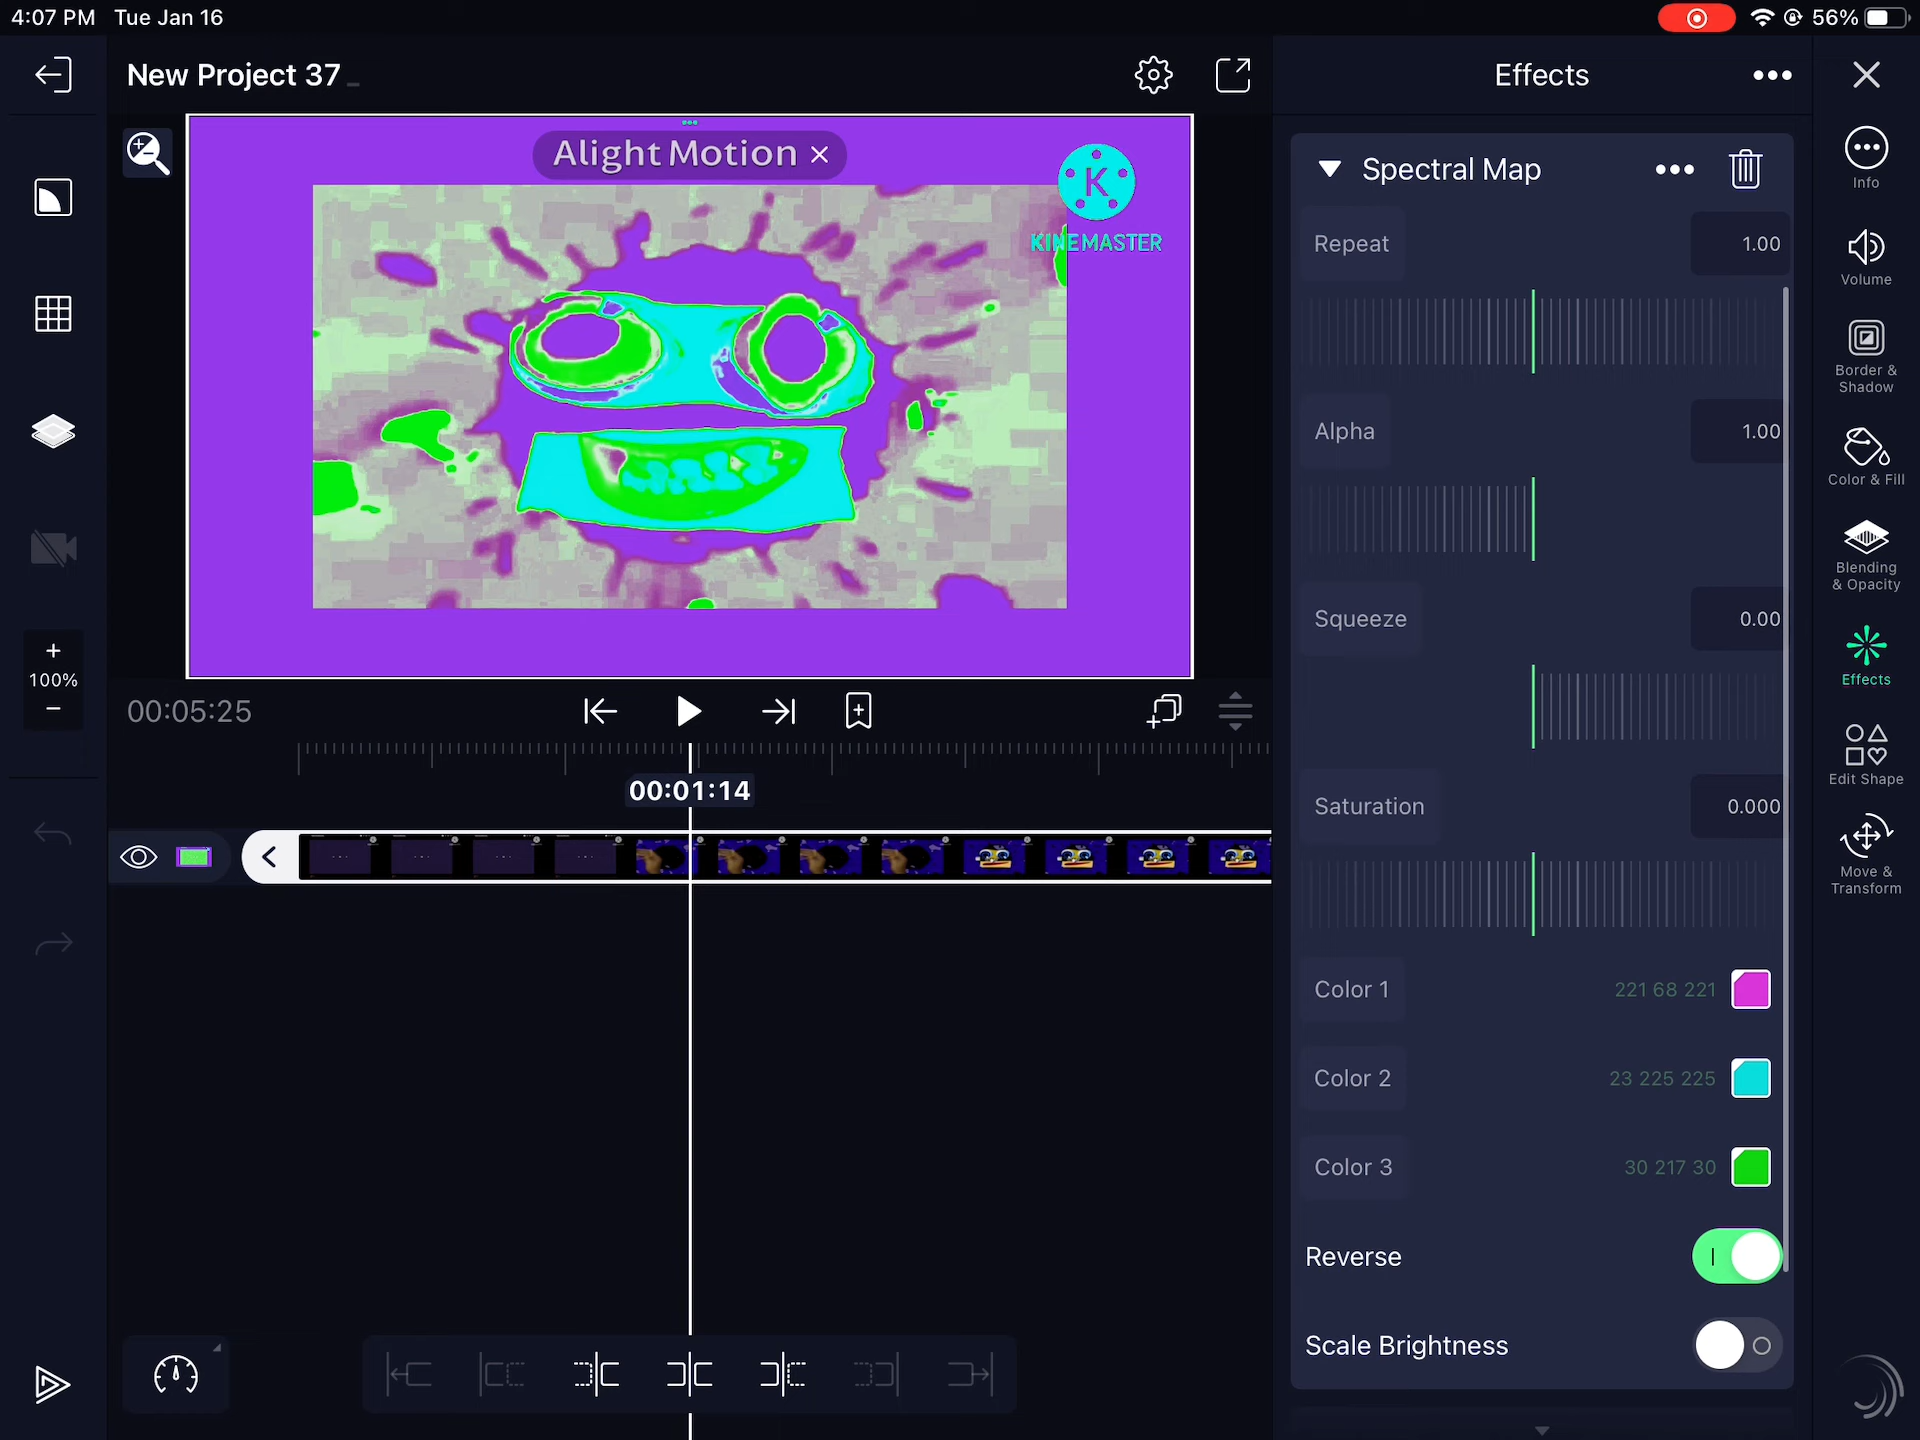 4:07 PM Tue Jan 16
56%
New Project 37
Effects
Alight Motion ×
K
KINEMASTER
Spectral Map
Repeat
1.00
Alpha
1.00
Squeeze
0.00
Saturation
0.000
Color 1
221 68 221
Color 2
23 225 225
Color 3
30 217 30
Reverse
Scale Brightness
Info
Volume
Border &
Shadow
Color & Fill
Blending
& Opacity
Effects
Edit Shape
Move &
Transform
+
100%
−
00:05:25
00:01:14